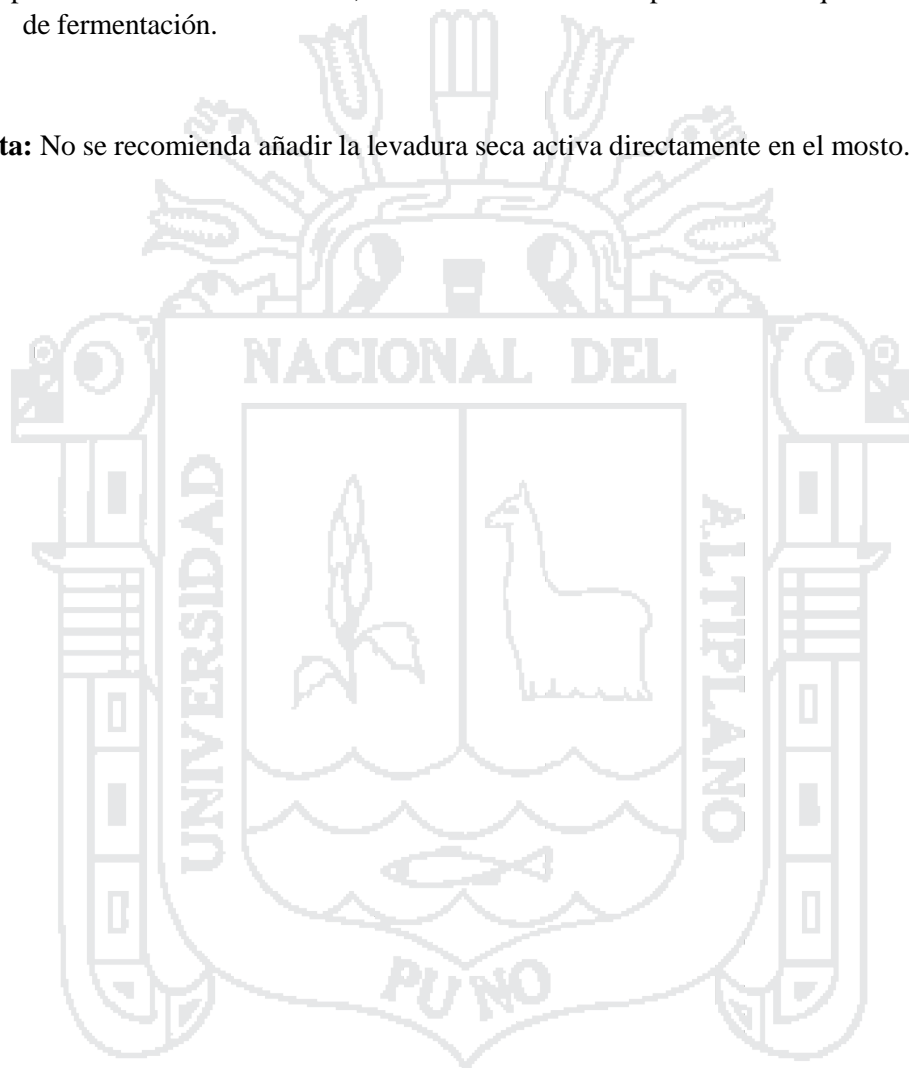 de fermentación.
ta: No se recomienda añadir la levadura seca activa directamente en el mosto.
NACIONAL DEL
UNIVERSIDAD
ALTIPLANO
PUNO